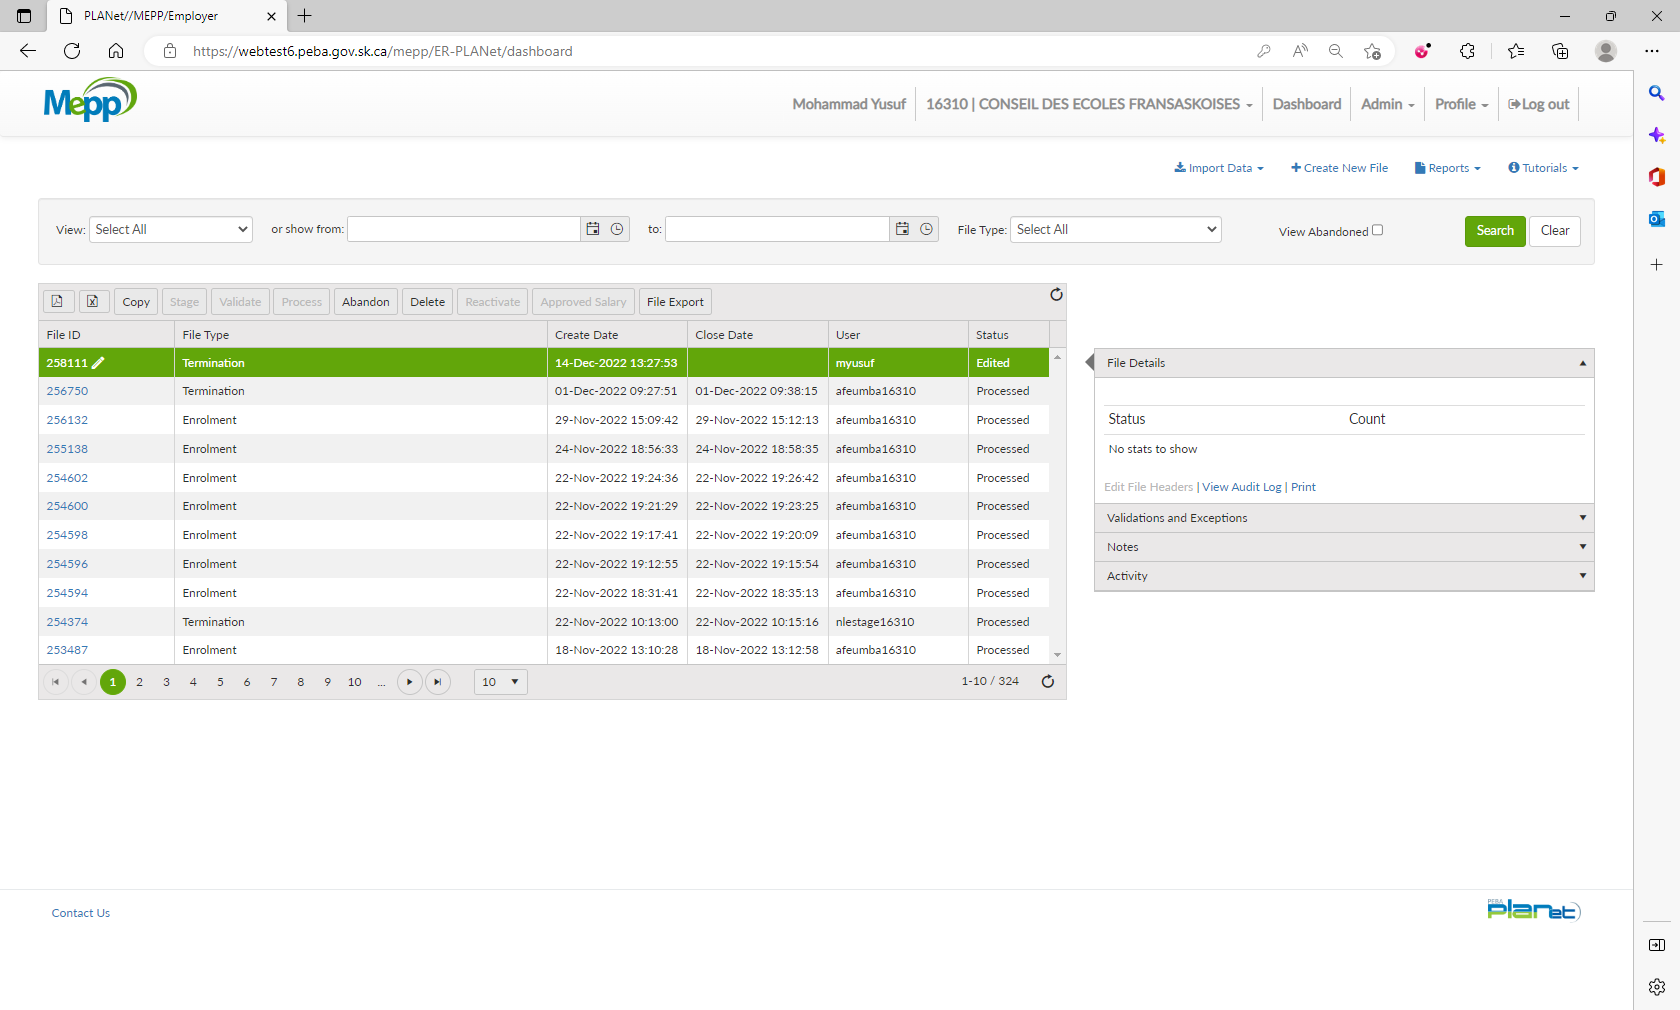 PLANet//MEPP/Employer
https://webtest6.peba.gov.sk.ca/mepp/ER-PLANet/dashboard
Mepp
Mohammad Yusuf
16310 | CONSEIL DES ECOLES FRANSASKOISES
Dashboard
Admin
Profile
Log out
Import Data
Create New File
Reports
Tutorials
View: Select All or show from: to: File Type: Select All View Abandoned Search Clear
Copy Stage Validate Process Abandon Delete Reactivate Approved Salary File Export
File ID File Type Create Date Close Date User Status
258111 Termination 14-Dec-2022 13:27:53 myusuf Edited
256750 Termination 01-Dec-2022 09:27:51 01-Dec-2022 09:38:15 afeumba16310 Processed
256132 Enrolment 29-Nov-2022 15:09:42 29-Nov-2022 15:12:13 afeumba16310 Processed
255138 Enrolment 24-Nov-2022 18:56:33 24-Nov-2022 18:58:35 afeumba16310 Processed
254602 Enrolment 22-Nov-2022 19:24:36 22-Nov-2022 19:26:42 afeumba16310 Processed
254600 Enrolment 22-Nov-2022 19:21:29 22-Nov-2022 19:23:25 afeumba16310 Processed
254598 Enrolment 22-Nov-2022 19:17:41 22-Nov-2022 19:20:09 afeumba16310 Processed
254596 Enrolment 22-Nov-2022 19:12:55 22-Nov-2022 19:15:54 afeumba16310 Processed
254594 Enrolment 22-Nov-2022 18:31:41 22-Nov-2022 18:35:13 afeumba16310 Processed
254374 Termination 22-Nov-2022 10:13:00 22-Nov-2022 10:15:16 nlestage16310 Processed
253487 Enrolment 18-Nov-2022 13:10:28 18-Nov-2022 13:12:58 afeumba16310 Processed
1 2 3 4 5 6 7 8 9 10 ... 10 1-10 / 324
File Details
Status Count
No stats to show
Edit File Headers | View Audit Log | Print
Validations and Exceptions
Notes
Activity
Contact Us
PEBA
planet